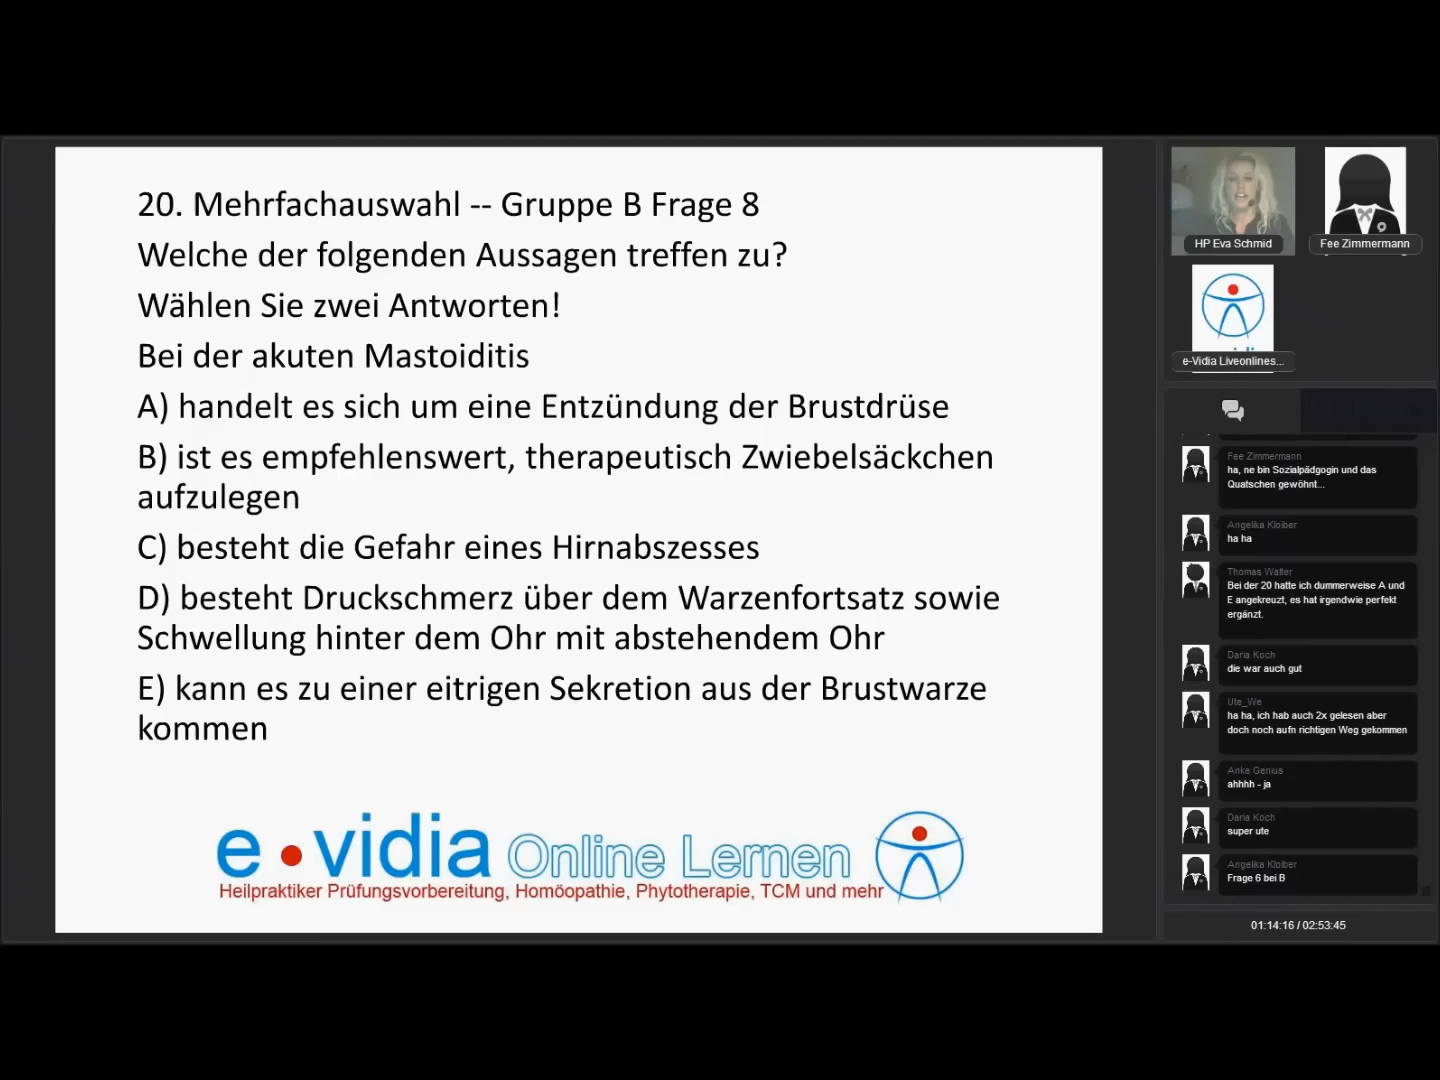 20. Mehrfachauswahl -- Gruppe B Frage 8
Welche der folgenden Aussagen treffen zu?
Wählen Sie zwei Antworten!
Bei der akuten Mastoiditis
A) handelt es sich um eine Entzündung der Brustdrüse
B) ist es empfehlenswert, therapeutisch Zwiebelsäckchen
aufzulegen
C) besteht die Gefahr eines Hirnabszesses
D) besteht Druckschmerz über dem Warzenfortsatz sowie
Schwellung hinter dem Ohr mit abstehendem Ohr
E) kann es zu einer eitrigen Sekretion aus der Brustwarze
kommen
e vidia Online Lernen
Heilpraktiker Prüfungsvorbereitung, Homöopathie, Phytotherapie, TCM und mehr
HP Eva Schmid
Fee Zimmermann
e-Vidia Liveonlines...
Fee Zimmermann
ha, ne bin Sozialpädgogin und das
Quatschen gewöhnt...
Angelika Kloiber
ha ha
Thomas Walter
Bei der 20 hatte ich dummerweise A und
E angekreuzt, es hat irgendwie perfekt
ergänzt.
Daria Koch
die war auch gut
Ute_We
ha ha, ich hab auch 2x gelesen aber
doch noch aufn richtigen Weg gekommen
Anke Genius
ahhhh - ja
Daria Koch
super ute
Angelika Kloiber
Frage 6 bei B
01:14:16 / 02:53:45